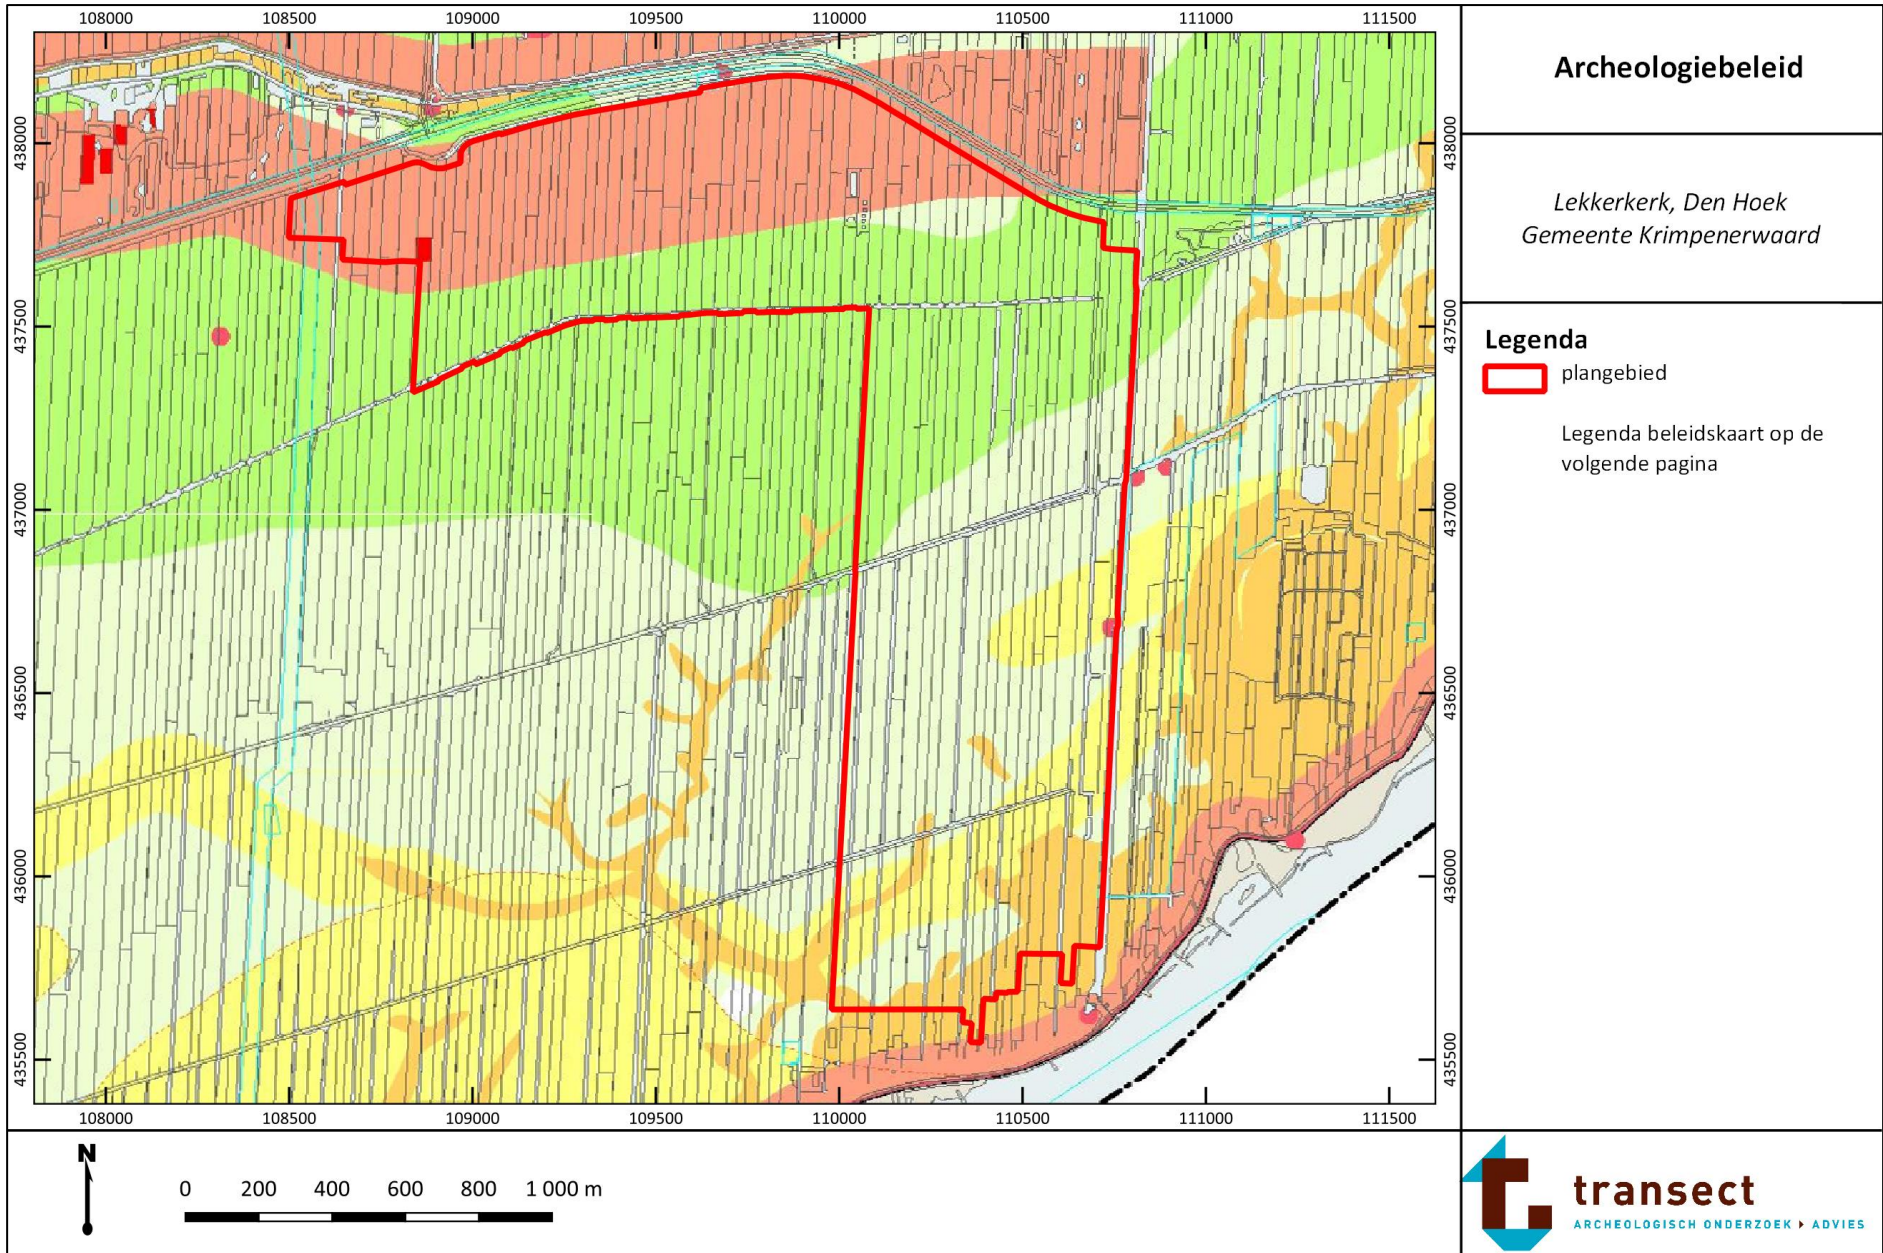 108000 108500 109000 109500 110000 110500 111000 111500
438000
437500
437000
436500
436000
435500
438000
437500
437000
436500
436000
435500
108000 108500 109000 109500 110000 110500 111000 111500
Archeologiebeleid
Lekkerkerk, Den Hoek
Gemeente Krimpenerwaard
Legenda
plangebied
Legenda beleidskaart op de
volgende pagina
N
0 200 400 600 800 1 000 m
transect
ARCHEOLOGISCH ONDERZOEK ▸ ADVIES